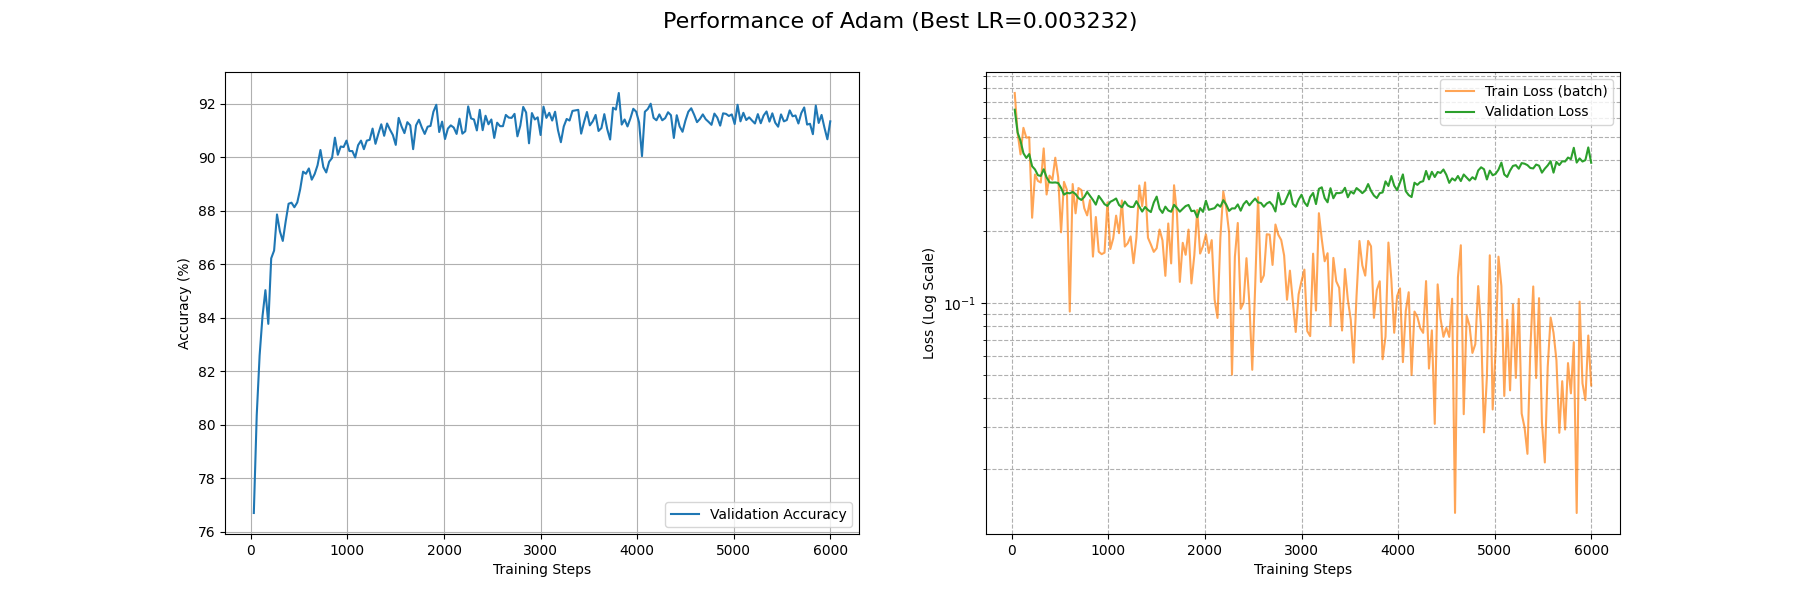 Performance of Adam (Best LR=0.003232)
Accuracy (%)
92
90
88
86
84
82
80
78
76
0 1000 2000 3000 4000 5000 6000
Training Steps
Validation Accuracy
Loss (Log Scale)
10⁻¹
0 1000 2000 3000 4000 5000 6000
Training Steps
Train Loss (batch)
Validation Loss